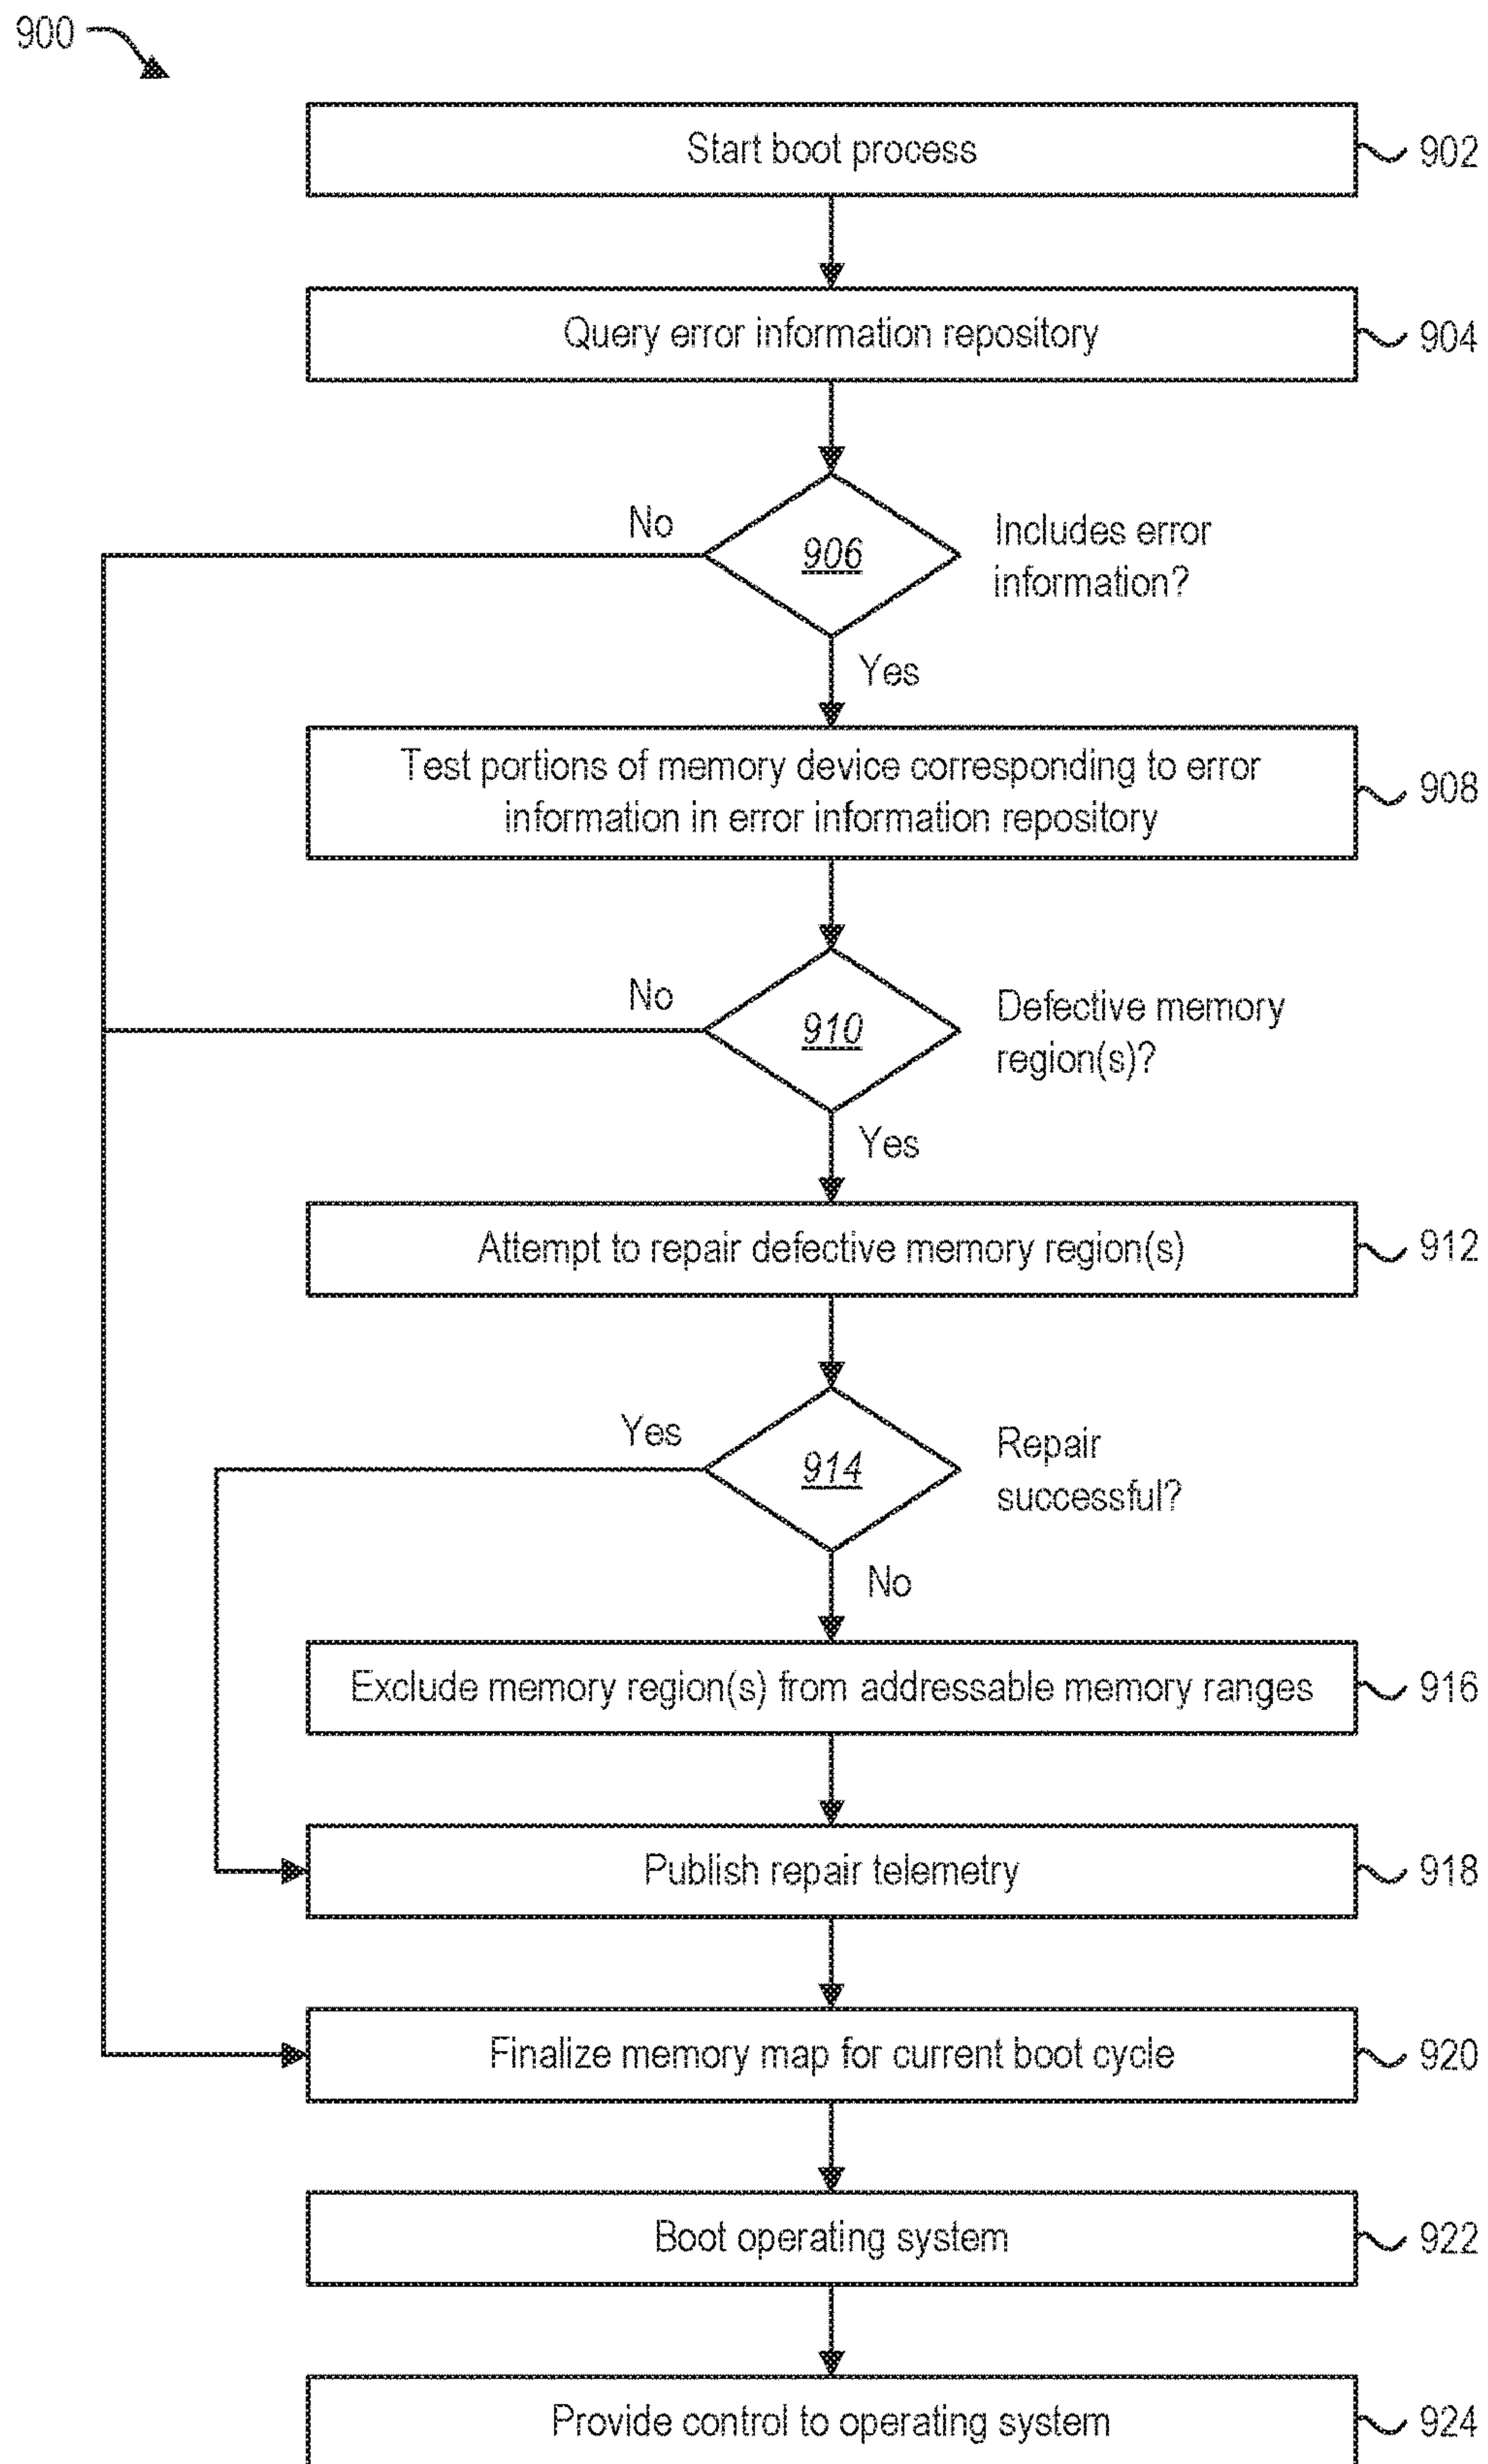 900
Start boot process
902
Query error information repository
904
No
906
Includes error
information?
Yes
Test portions of memory device corresponding to error
information in error information repository
908
No
910
Defective memory
region(s)?
Yes
Attempt to repair defective memory region(s)
912
Yes
914
Repair
successful?
No
Exclude memory region(s) from addressable memory ranges
916
Publish repair telemetry
918
Finalize memory map for current boot cycle
920
Boot operating system
922
Provide control to operating system
924